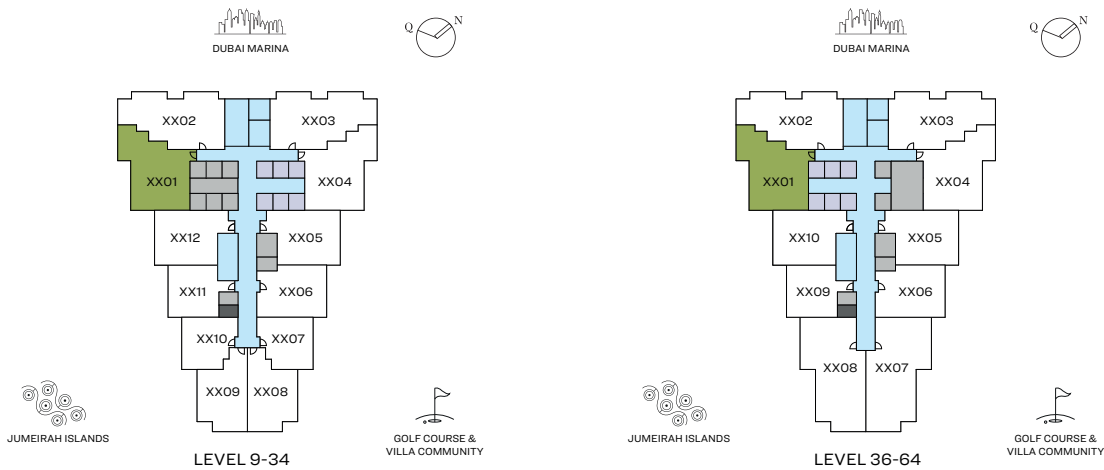 DUBAI MARINA
Q N
XX02
XX03
XX01
XX04
XX12
XX05
XX11
XX06
XX10
XX07
XX09
XX08
JUMEIRAH ISLANDS
GOLF COURSE &
VILLA COMMUNITY
LEVEL 9-34
DUBAI MARINA
Q N
XX02
XX03
XX01
XX04
XX10
XX05
XX09
XX06
XX08
XX07
JUMEIRAH ISLANDS
GOLF COURSE &
VILLA COMMUNITY
LEVEL 36-64